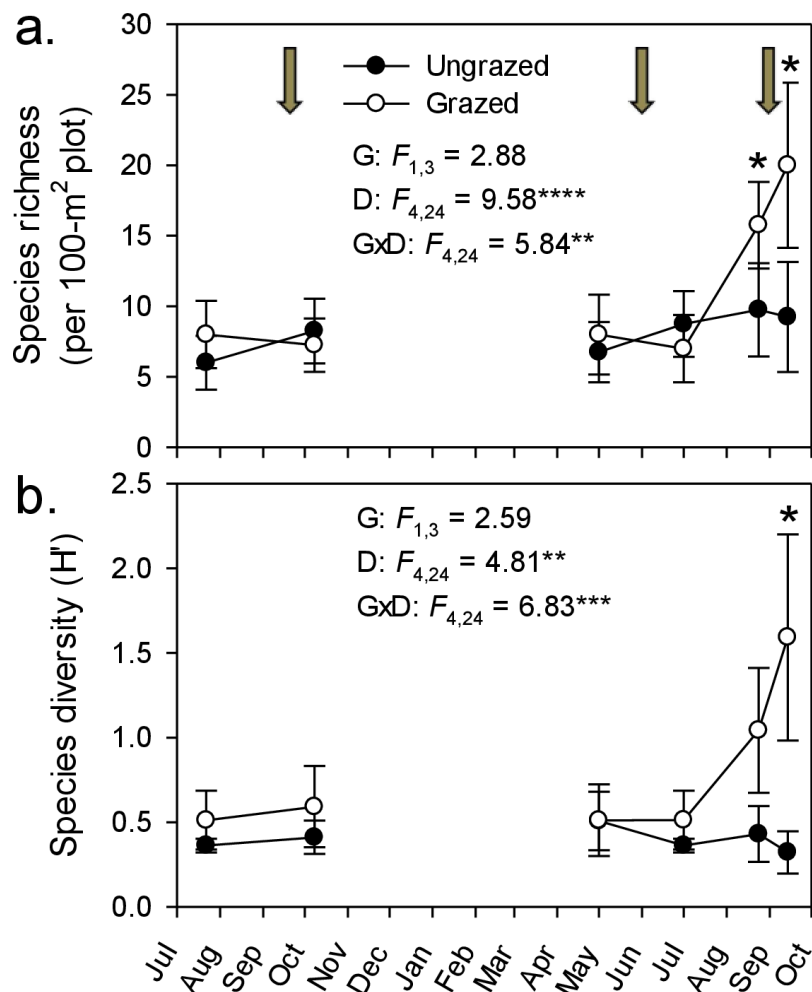 a.
Species richness
(per 100-m² plot)
30
25
20
15
10
5
0
Ungrazed
Grazed
G: F1,3 = 2.88
D: F4,24 = 9.58****
GxD: F4,24 = 5.84**
*
*
b.
Species diversity (H')
2.5
2.0
1.5
1.0
0.5
0.0
G: F1,3 = 2.59
D: F4,24 = 4.81**
GxD: F4,24 = 6.83***
*
Jul Aug Sep Oct Nov Dec Jan Feb Mar Apr May Jun Jul Aug Sep Oct